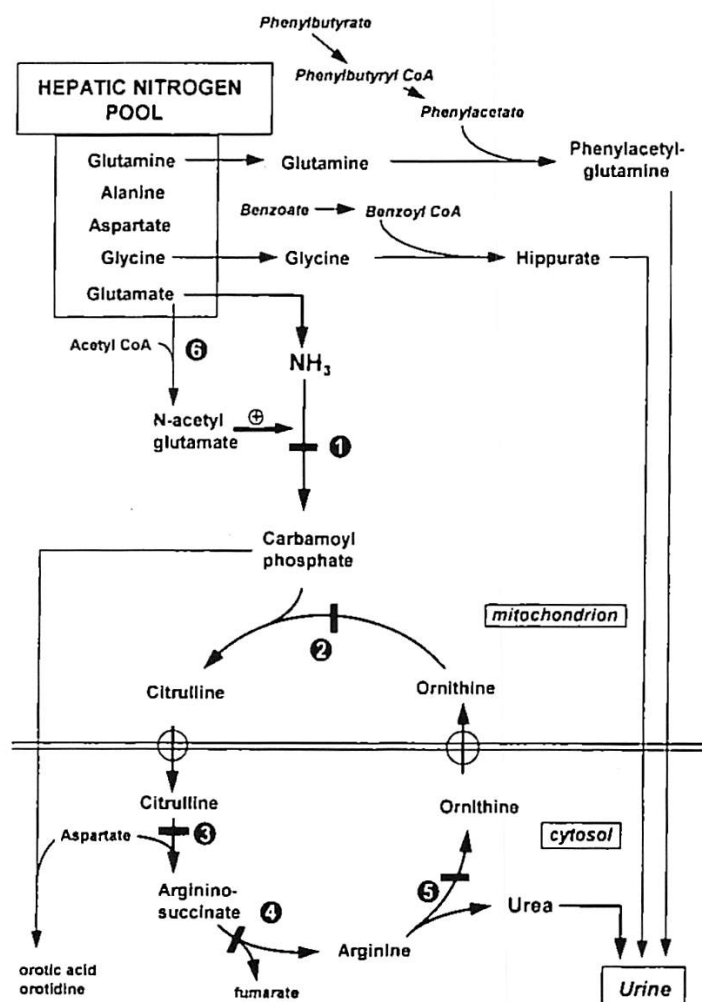 Phenylbutyrate
Phenylbutyryl CoA
Phenylacetate
HEPATIC NITROGEN
POOL
Glutamine
Glutamine
Phenylacetyl-
glutamine
Alanine
Aspartate
Benzoate
Benzoyl CoA
Glycine
Glycine
Hippurate
Glutamate
Acetyl CoA
6
NH3
N-acetyl
glutamate
+
1
Carbamoyl
phosphate
mitochondrion
2
Citrulline
Ornithine
Citrulline
Ornithine
cytosol
Aspartate
3
Arginino-
succinate
4
5
Urea
Arginine
orotic acid
orotidine
fumarate
Urine